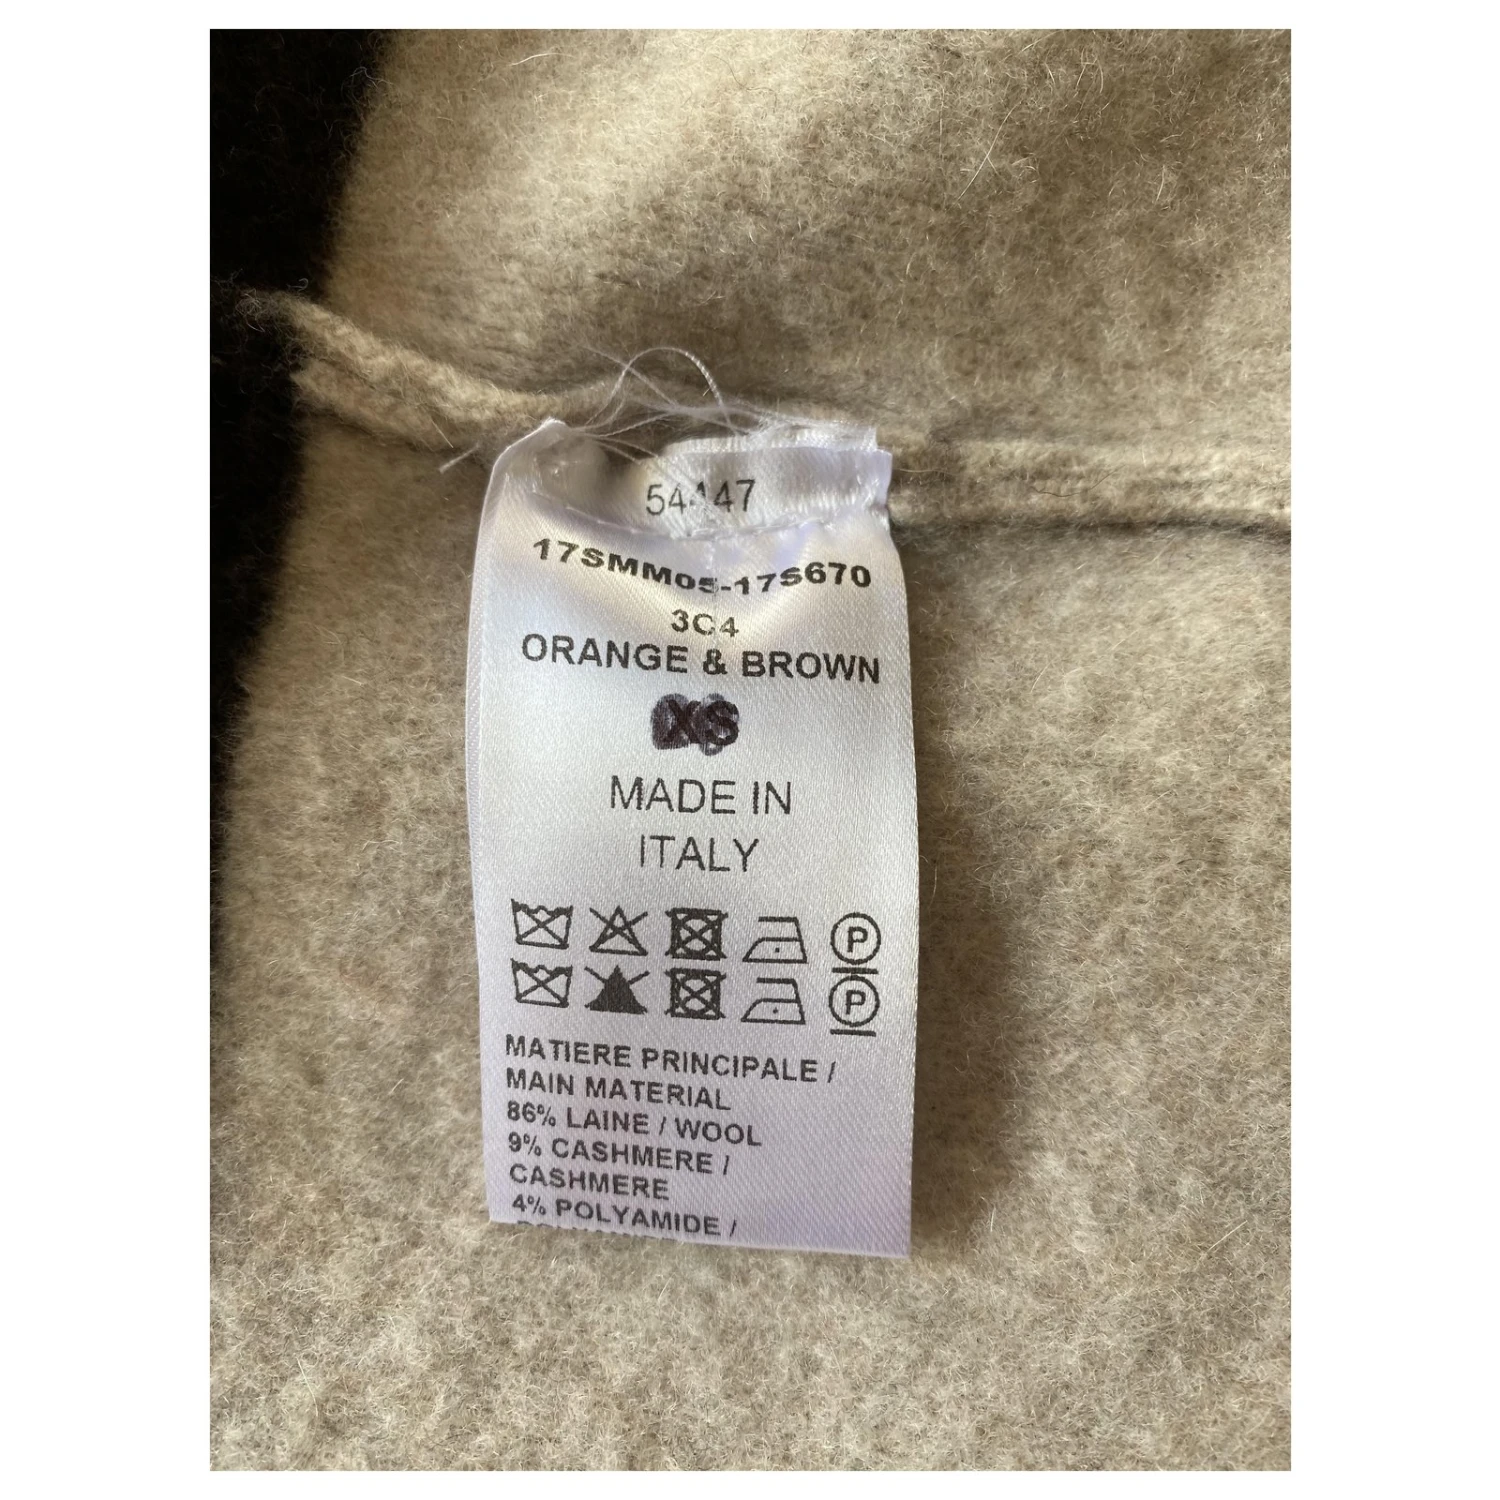 54447
17SMM05-17S670
3C4
ORANGE & BROWN
XS
MADE IN
ITALY
P
P
MATIERE PRINCIPALE /
MAIN MATERIAL
86% LAINE / WOOL
9% CASHMERE /
CASHMERE
4% POLYAMIDE /